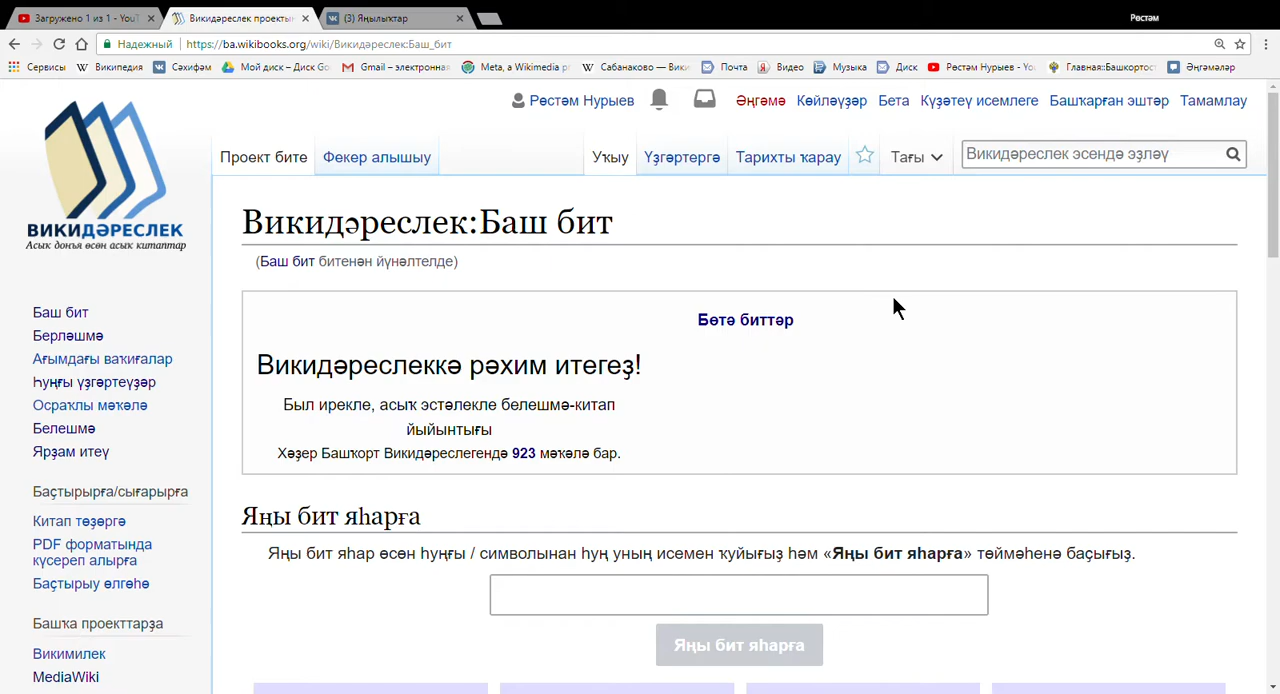 Загружено 1 из 1 - YouT
Викидәреслек проекты
(3) Яңылыҡтар
Рөстәм
Надежный
https://ba.wikibooks.org/wiki/Викидәреслек:Баш_бит
Сервисы
Википедия
Сәхифәм
Мой диск – Диск Go
Gmail – электронна
Meta, a Wikimedia p
Сабанаково — Вики
Почта
Видео
Музыка
Диск
Рөстәм Нурыев - Yo
Главная::Башкортос
Әңгәмәләр
Рөстәм Нурыев
Әңгәмә
Көйләүҙәр
Бета
Күҙәтеү исемлеге
Башҡарған эштәр
Тамамлау
Проект бите
Фекер алышыу
Уҡыу
Үҙгәртергә
Тарихты ҡарау
Тағы
Викидәреслек эсендә эҙләү
ВИКИДӘРЕСЛЕК
Асыҡ донъя өсөн асыҡ китаптар
Баш бит
Берләшмә
Ағымдағы ваҡиғалар
Һуңғы үҙгәртеүҙәр
Осраҡлы мәҡәлә
Белешмә
Ярҙам итеү
Баҫтырырға/сығарырға
Китап төҙөргә
PDF форматында
күсереп алырға
Баҫтырыу өлгөһө
Башҡа проекттарҙа
Викимилек
MediaWiki
Викидәреслек:Баш бит
(Баш бит битенән йүнәлтелде)
Бөтә биттәр
Викидәреслеккә рәхим итегеҙ!
Был ирекле, асыҡ эстәлекле белешмә-китап
йыйынтығы
Хәҙер Башҡорт Викидәреслегендә 923 мәҡәлә бар.
Яңы бит яһарға
Яңы бит яһар өсөн һуңғы / символынан һуң уның исемен ҡуйығыҙ һәм «Яңы бит яһарға» төймәһенә баҫығыҙ.
Яңы бит яһарға